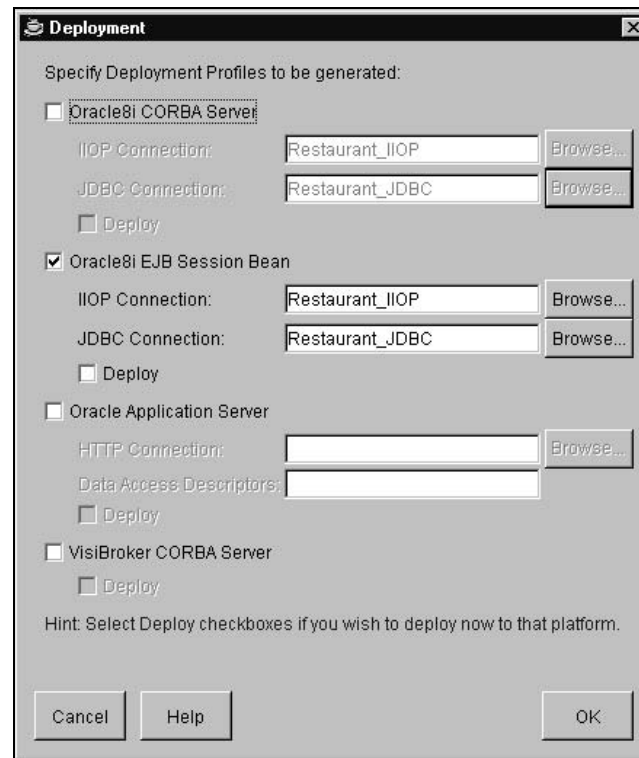 Deployment
Specify Deployment Profiles to be generated:
Oracle8i CORBA Server
IIOP Connection: Restaurant_IIOP Browse...
JDBC Connection: Restaurant_JDBC Browse...
Deploy
Oracle8i EJB Session Bean
IIOP Connection: Restaurant_IIOP Browse...
JDBC Connection: Restaurant_JDBC Browse...
Deploy
Oracle Application Server
HTTP Connection: Browse...
Data Access Descriptors:
Deploy
VisiBroker CORBA Server
Deploy
Hint: Select Deploy checkboxes if you wish to deploy now to that platform.
Cancel Help OK